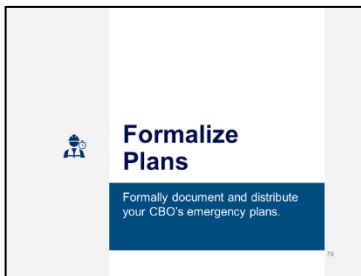 Formalize
Plans
Formally document and distribute
your CBO's emergency plans.
79